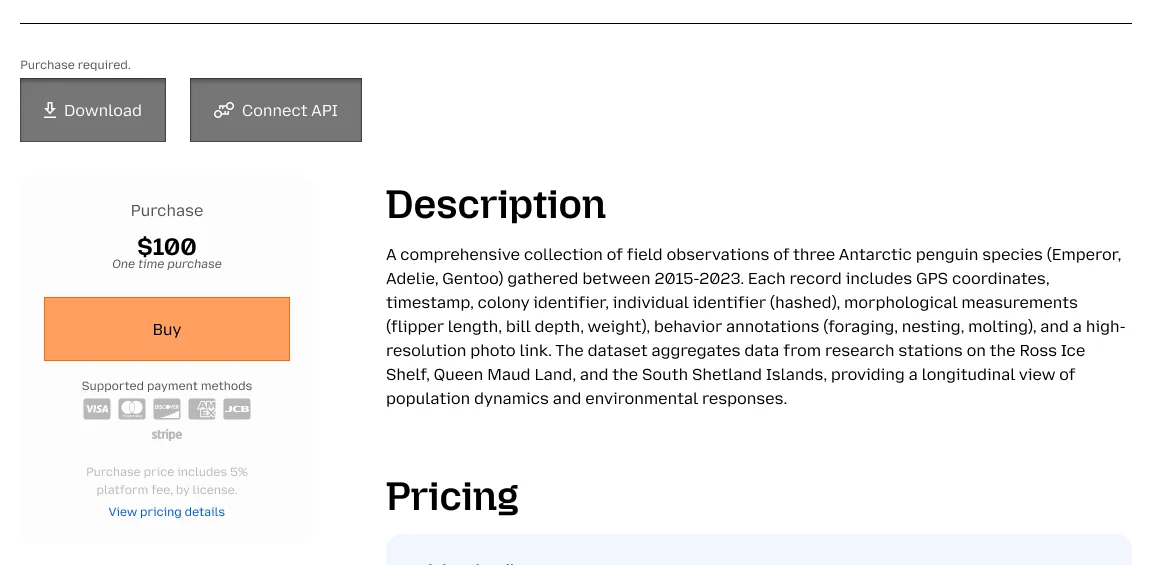 Purchase required.
Download
Connect API
Purchase
$100
One time purchase
Buy
Supported payment methods
VISA
DISCOVER
AM
EX
JCB
stripe
Purchase price includes 5%
platform fee, by license.
View pricing details
Description
A comprehensive collection of field observations of three Antarctic penguin species (Emperor,
Adelie, Gentoo) gathered between 2015-2023. Each record includes GPS coordinates,
timestamp, colony identifier, individual identifier (hashed), morphological measurements
(flipper length, bill depth, weight), behavior annotations (foraging, nesting, molting), and a high-
resolution photo link. The dataset aggregates data from research stations on the Ross Ice
Shelf, Queen Maud Land, and the South Shetland Islands, providing a longitudinal view of
population dynamics and environmental responses.
Pricing